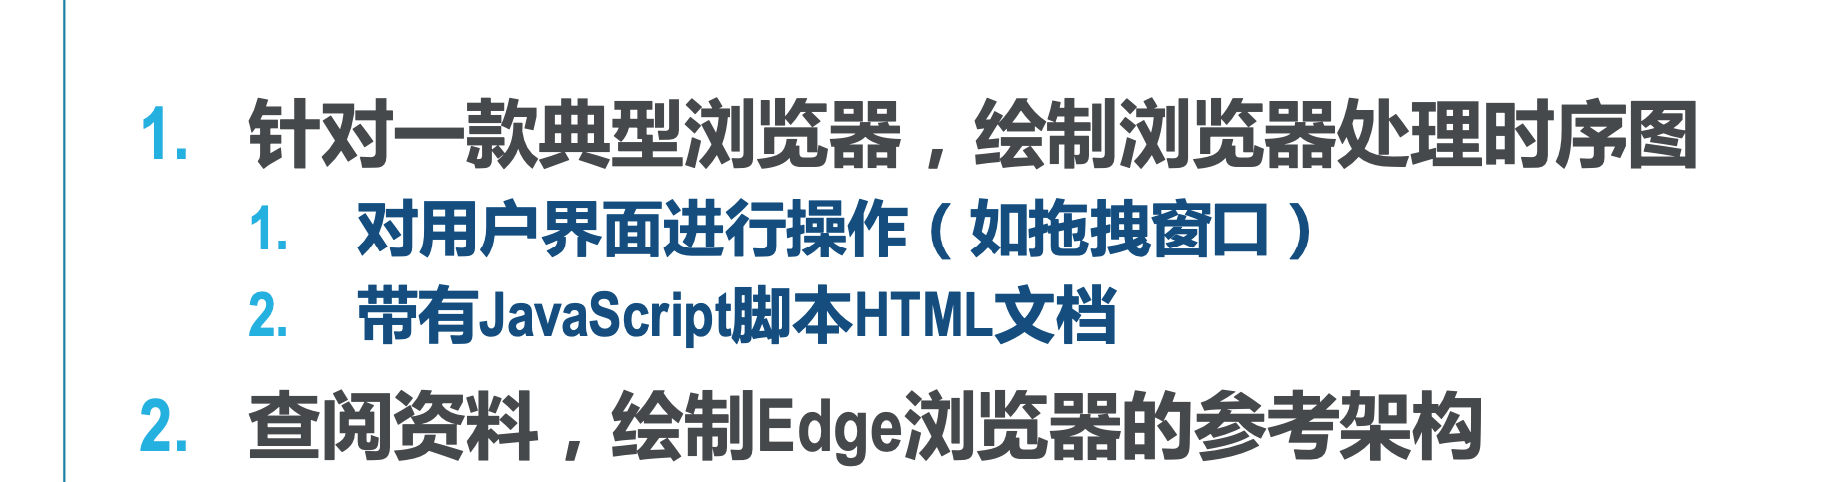 1. 针对一款典型浏览器，绘制浏览器处理时序图
1. 对用户界面进行操作（如拖拽窗口）
2. 带有JavaScript脚本HTML文档
2. 查阅资料，绘制Edge浏览器的参考架构